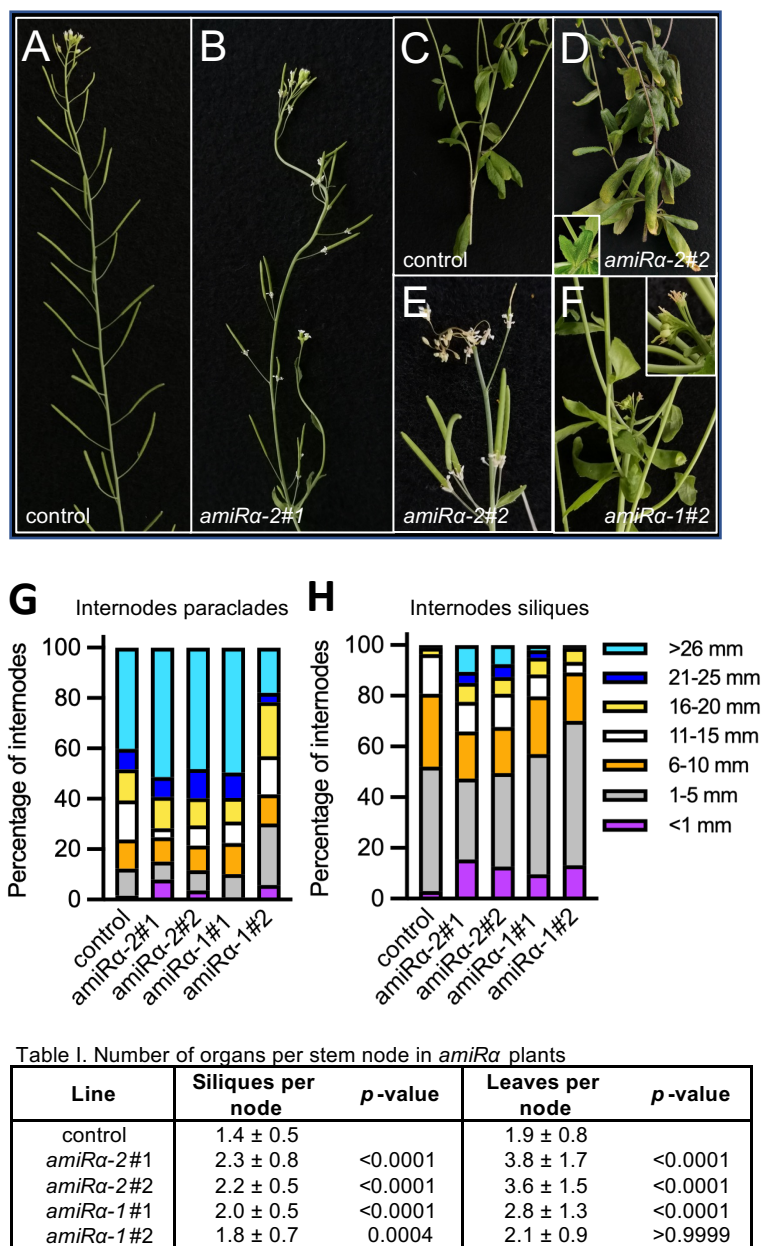 A
B
C
D
control
amiRα-2#2
E
F
control
amiRα-2#1
amiRα-2#2
amiRα-1#2
G
Internodes paraclades
H
Internodes siliques
Percentage of internodes
100
80
60
40
20
0
control
amiRα-2#1
amiRα-2#2
amiRα-1#1
amiRα-1#2
Percentage of internodes
100
80
60
40
20
0
control
amiRα-2#1
amiRα-2#2
amiRα-1#1
amiRα-1#2
>26 mm
21-25 mm
16-20 mm
11-15 mm
6-10 mm
1-5 mm
<1 mm
Table I. Number of organs per stem node in amiRα plants
Line Siliques per node p-value Leaves per node p-value
control 1.4 ± 0.5 1.9 ± 0.8
amiRα-2#1 2.3 ± 0.8 <0.0001 3.8 ± 1.7 <0.0001
amiRα-2#2 2.2 ± 0.5 <0.0001 3.6 ± 1.5 <0.0001
amiRα-1#1 2.0 ± 0.5 <0.0001 2.8 ± 1.3 <0.0001
amiRα-1#2 1.8 ± 0.7 0.0004 2.1 ± 0.9 >0.9999